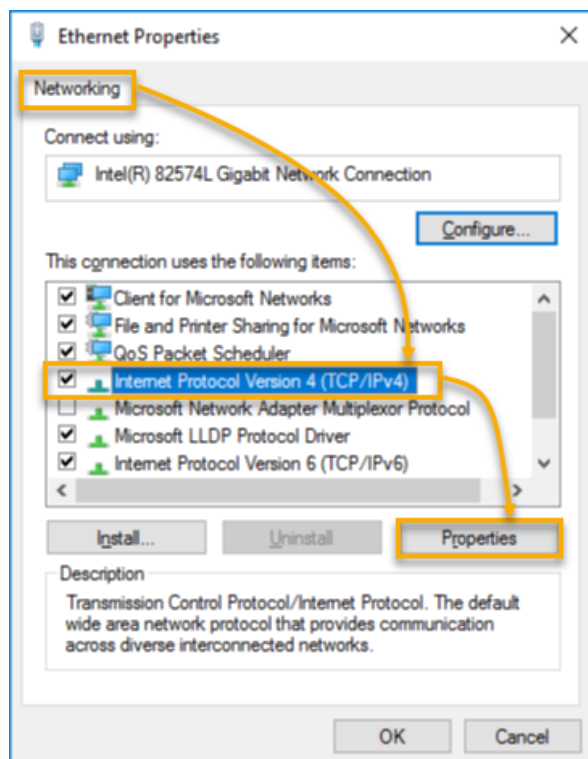 Ethernet Properties
Networking
Connect using:
Intel(R) 82574L Gigabit Network Connection
Configure...
This connection uses the following items:
Client for Microsoft Networks
File and Printer Sharing for Microsoft Networks
QoS Packet Scheduler
Internet Protocol Version 4 (TCP/IPv4)
Microsoft Network Adapter Multiplexor Protocol
Microsoft LLDP Protocol Driver
Internet Protocol Version 6 (TCP/IPv6)
Install...
Uninstall
Properties
Description
Transmission Control Protocol/Internet Protocol. The default
wide area network protocol that provides communication
across diverse interconnected networks.
OK
Cancel